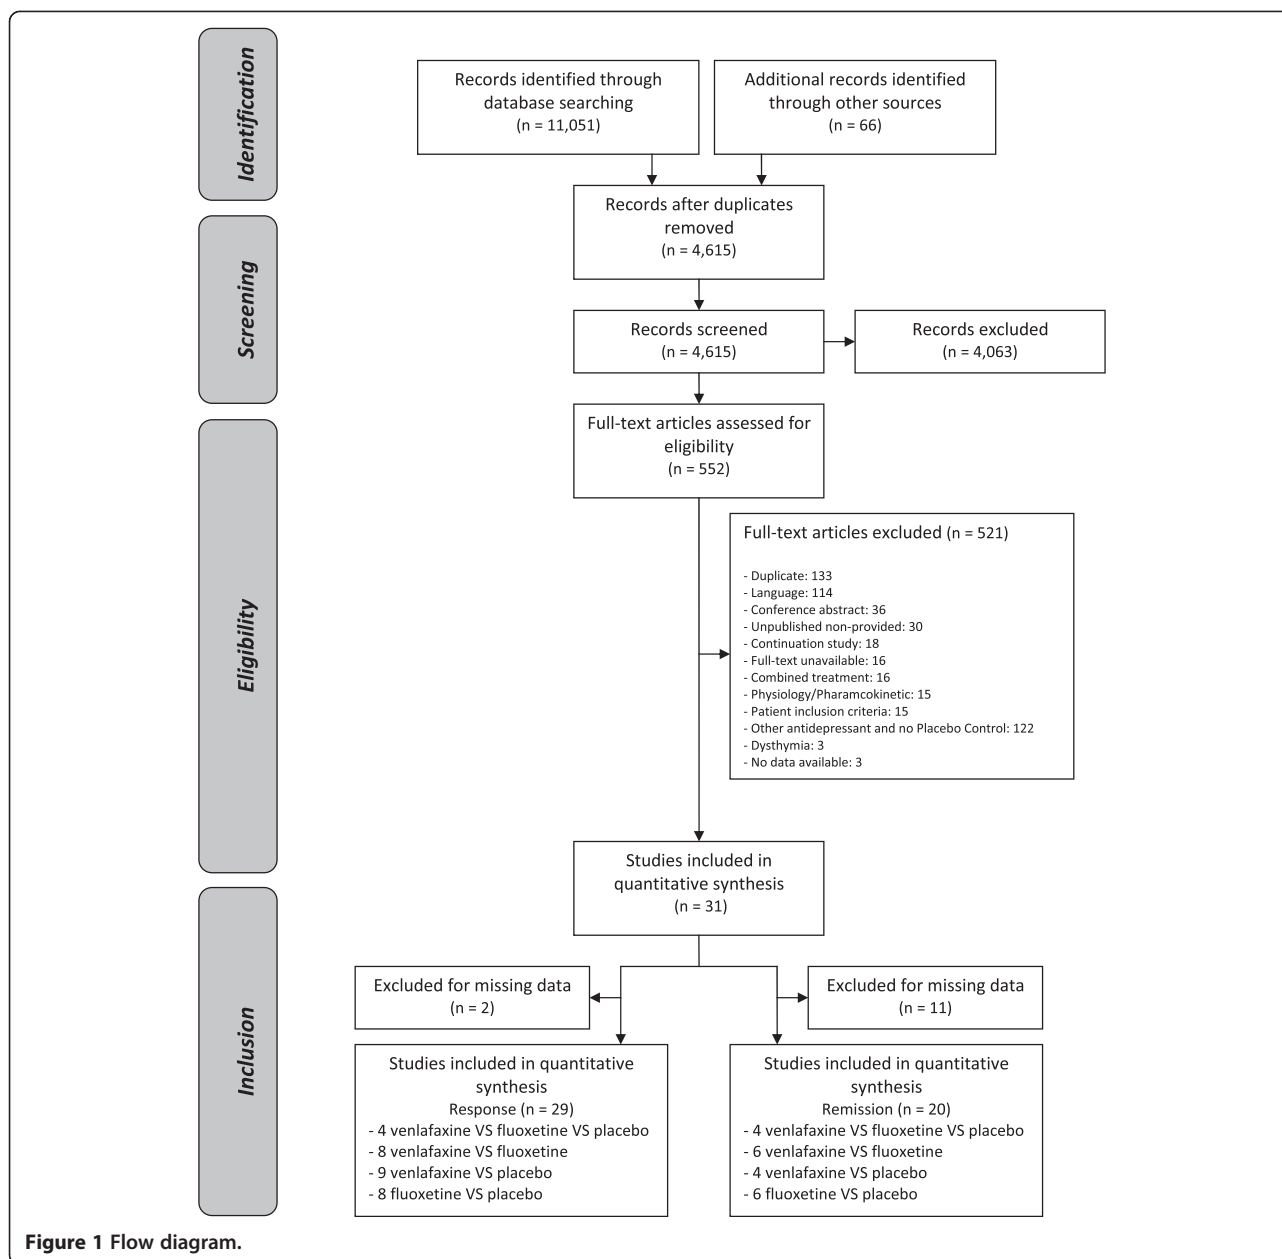 Identification
Records identified through
database searching
(n = 11,051)
Additional records identified
through other sources
(n = 66)
Records after duplicates
removed
(n = 4,615)
Screening
Records screened
(n = 4,615)
Records excluded
(n = 4,063)
Eligibility
Full-text articles assessed for
eligibility
(n = 552)
Full-text articles excluded (n = 521)
- Duplicate: 133
- Language: 114
- Conference abstract: 36
- Unpublished non-provided: 30
- Continuation study: 18
- Full-text unavailable: 16
- Combined treatment: 16
- Physiology/Pharamcokinetic: 15
- Patient inclusion criteria: 15
- Other antidepressant and no Placebo Control: 122
- Dysthymia: 3
- No data available: 3
Studies included in
quantitative synthesis
(n = 31)
Inclusion
Excluded for missing data
(n = 2)
Excluded for missing data
(n = 11)
Studies included in quantitative
synthesis
Response (n = 29)
- 4 venlafaxine VS fluoxetine VS placebo
- 8 venlafaxine VS fluoxetine
- 9 venlafaxine VS placebo
- 8 fluoxetine VS placebo
Studies included in quantitative
synthesis
Remission (n = 20)
- 4 venlafaxine VS fluoxetine VS placebo
- 6 venlafaxine VS fluoxetine
- 4 venlafaxine VS placebo
- 6 fluoxetine VS placebo
Figure 1 Flow diagram.